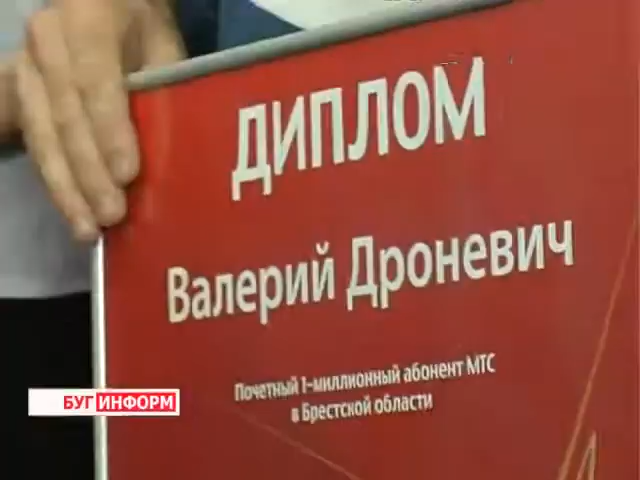 ДИПЛОМ
Валерий Дроневич
Почетный 1-миллионный абонент МТС
в Брестской области
БУГИНФОРМ